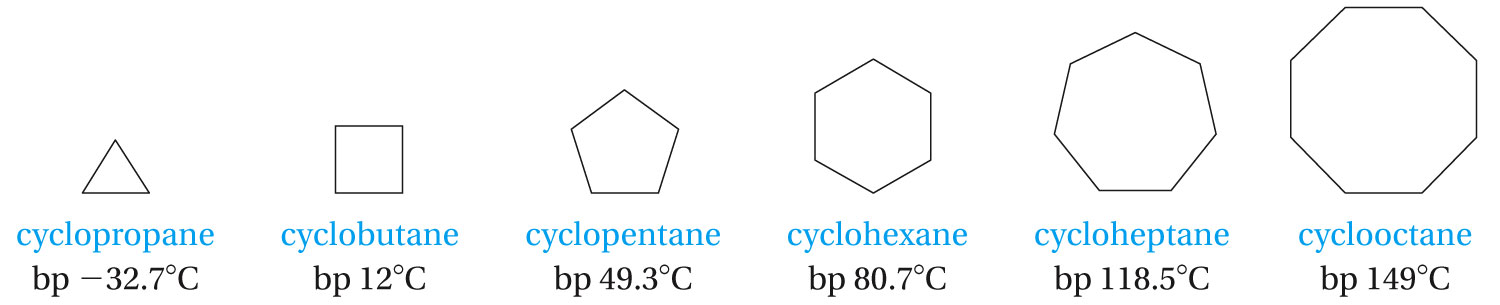 cyclopropane
bp −32.7°C
cyclobutane
bp 12°C
cyclopentane
bp 49.3°C
cyclohexane
bp 80.7°C
cycloheptane
bp 118.5°C
cyclooctane
bp 149°C